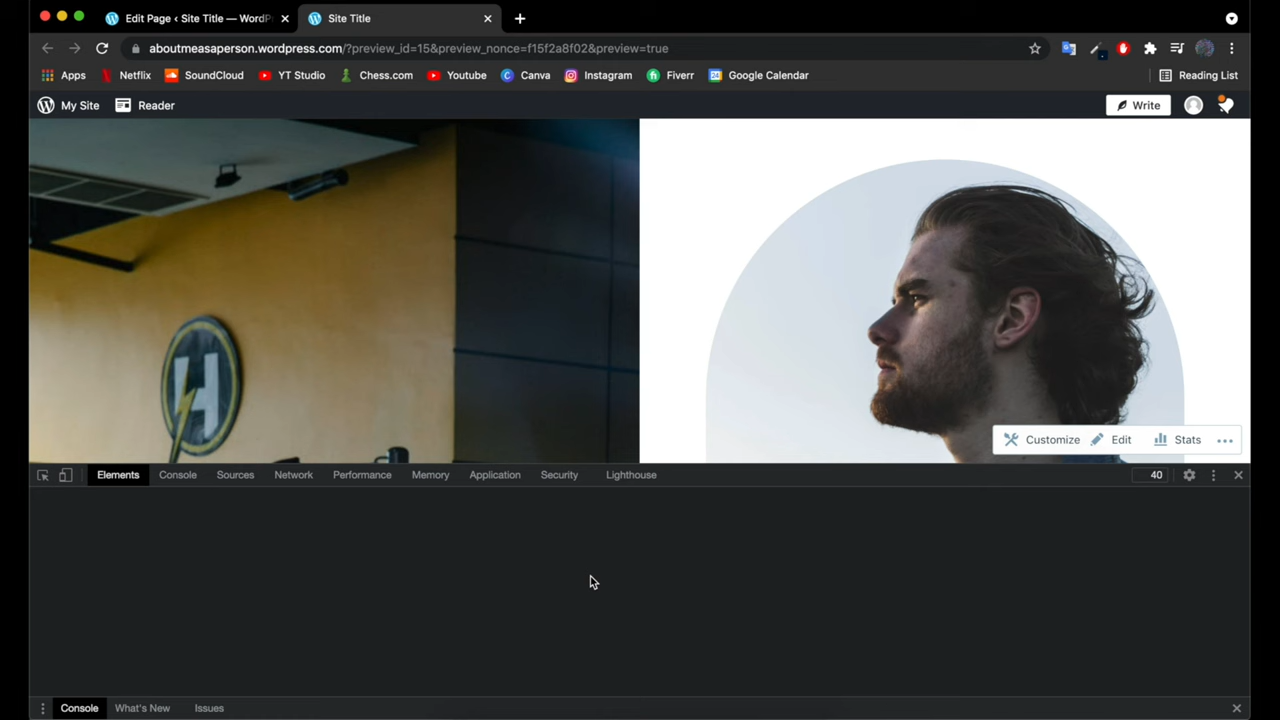 Edit Page ‹ Site Title — WordP
Site Title
aboutmeasaperson.wordpress.com/?preview_id=15&preview_nonce=f15f2a8f02&preview=true
Apps Netflix SoundCloud YT Studio Chess.com Youtube Canva Instagram Fiverr Google Calendar Reading List
My Site Reader Write
H
Customize Edit Stats
Elements Console Sources Network Performance Memory Application Security Lighthouse 40
Console What's New Issues